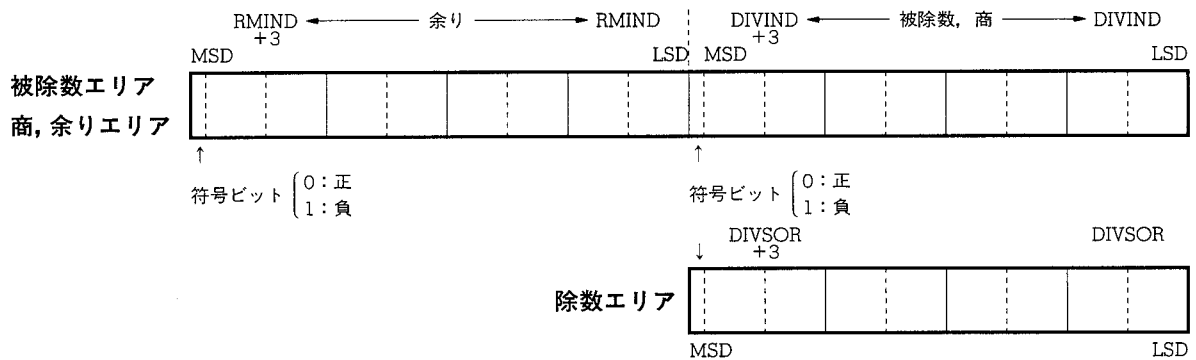 RMIND +3 ← 余り → RMIND DIVIND +3 ← 被除数, 商 → DIVIND
MSD LSD MSD LSD
被除数エリア
商, 余りエリア
↑ ↑
符号ビット { 0:正 1:負 符号ビット { 0:正 1:負
↓ DIVSOR +3 DIVSOR
除数エリア
MSD LSD